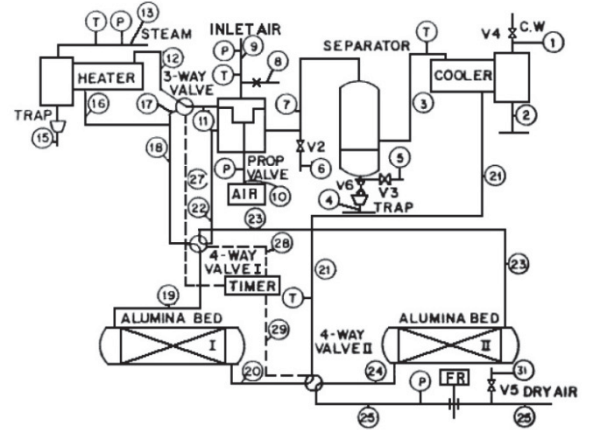 13
T P STEAM
INLET AIR
T
V4 C.W
12
P 9
SEPARATOR
1
HEATER
3-WAY
VALVE
T 8
COOLER
16 17
11
7
3
2
TRAP
15
V2
5
18
P PROP
VALVE
6
V6 V3
27
10
4 TRAP
21
22
AIR
23
28
4-WAY
VALVE I
21
23
19
TIMER
T
ALUMINA BED
29
4-WAY
VALVE II
ALUMINA BED
I
II
20
24
P FR 31
V5 DRY AIR
25 25